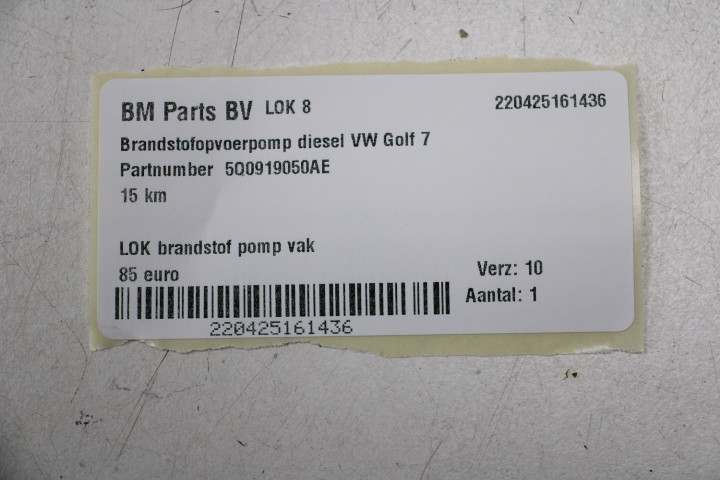 BM Parts BV LOK 8 220425161436
Brandstofopvoerpomp diesel VW Golf 7
Partnumber 5Q0919050AE
15 km
LOK brandstof pomp vak
85 euro
Verz: 10
Aantal: 1
220425161436